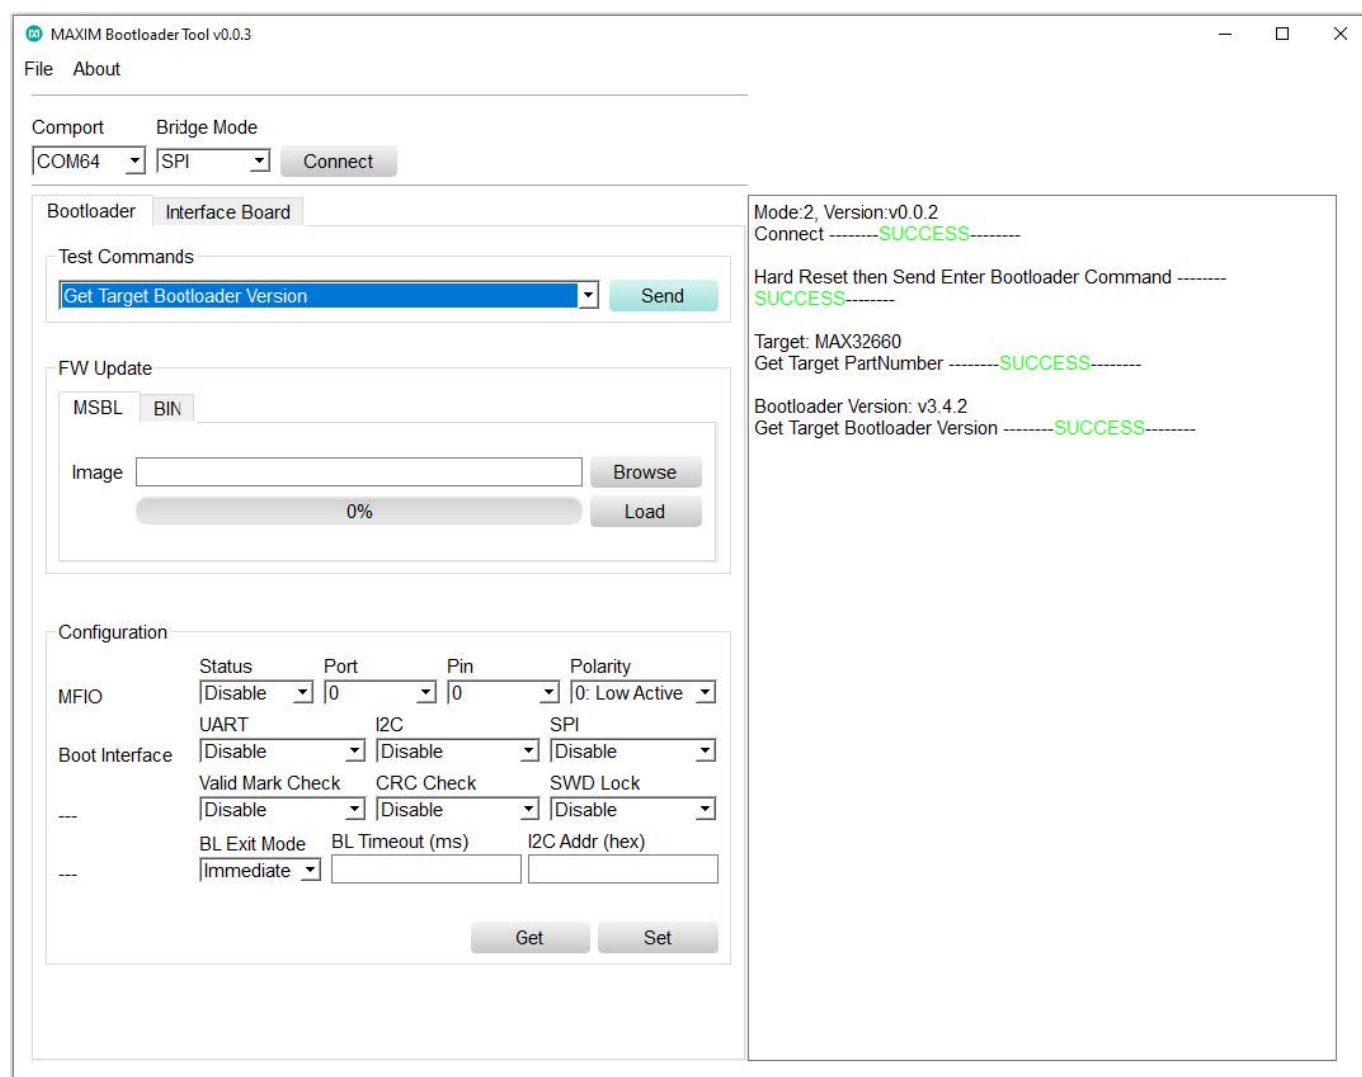 MAXIM Bootloader Tool v0.0.3
File About
Comport Bridge Mode
COM64 SPI Connect
Bootloader Interface Board
Test Commands
Get Target Bootloader Version Send
FW Update
MSBL BIN
Image Browse
0% Load
Configuration
Status Port Pin Polarity
MFIO Disable 0 0 0: Low Active
UART I2C SPI
Boot Interface Disable Disable Disable
Valid Mark Check CRC Check SWD Lock
--- Disable Disable Disable
BL Exit Mode BL Timeout (ms) I2C Addr (hex)
--- Immediate
Get Set
Mode:2, Version:v0.0.2
Connect --------SUCCESS--------
Hard Reset then Send Enter Bootloader Command --------
SUCCESS--------
Target: MAX32660
Get Target PartNumber --------SUCCESS--------
Bootloader Version: v3.4.2
Get Target Bootloader Version --------SUCCESS--------